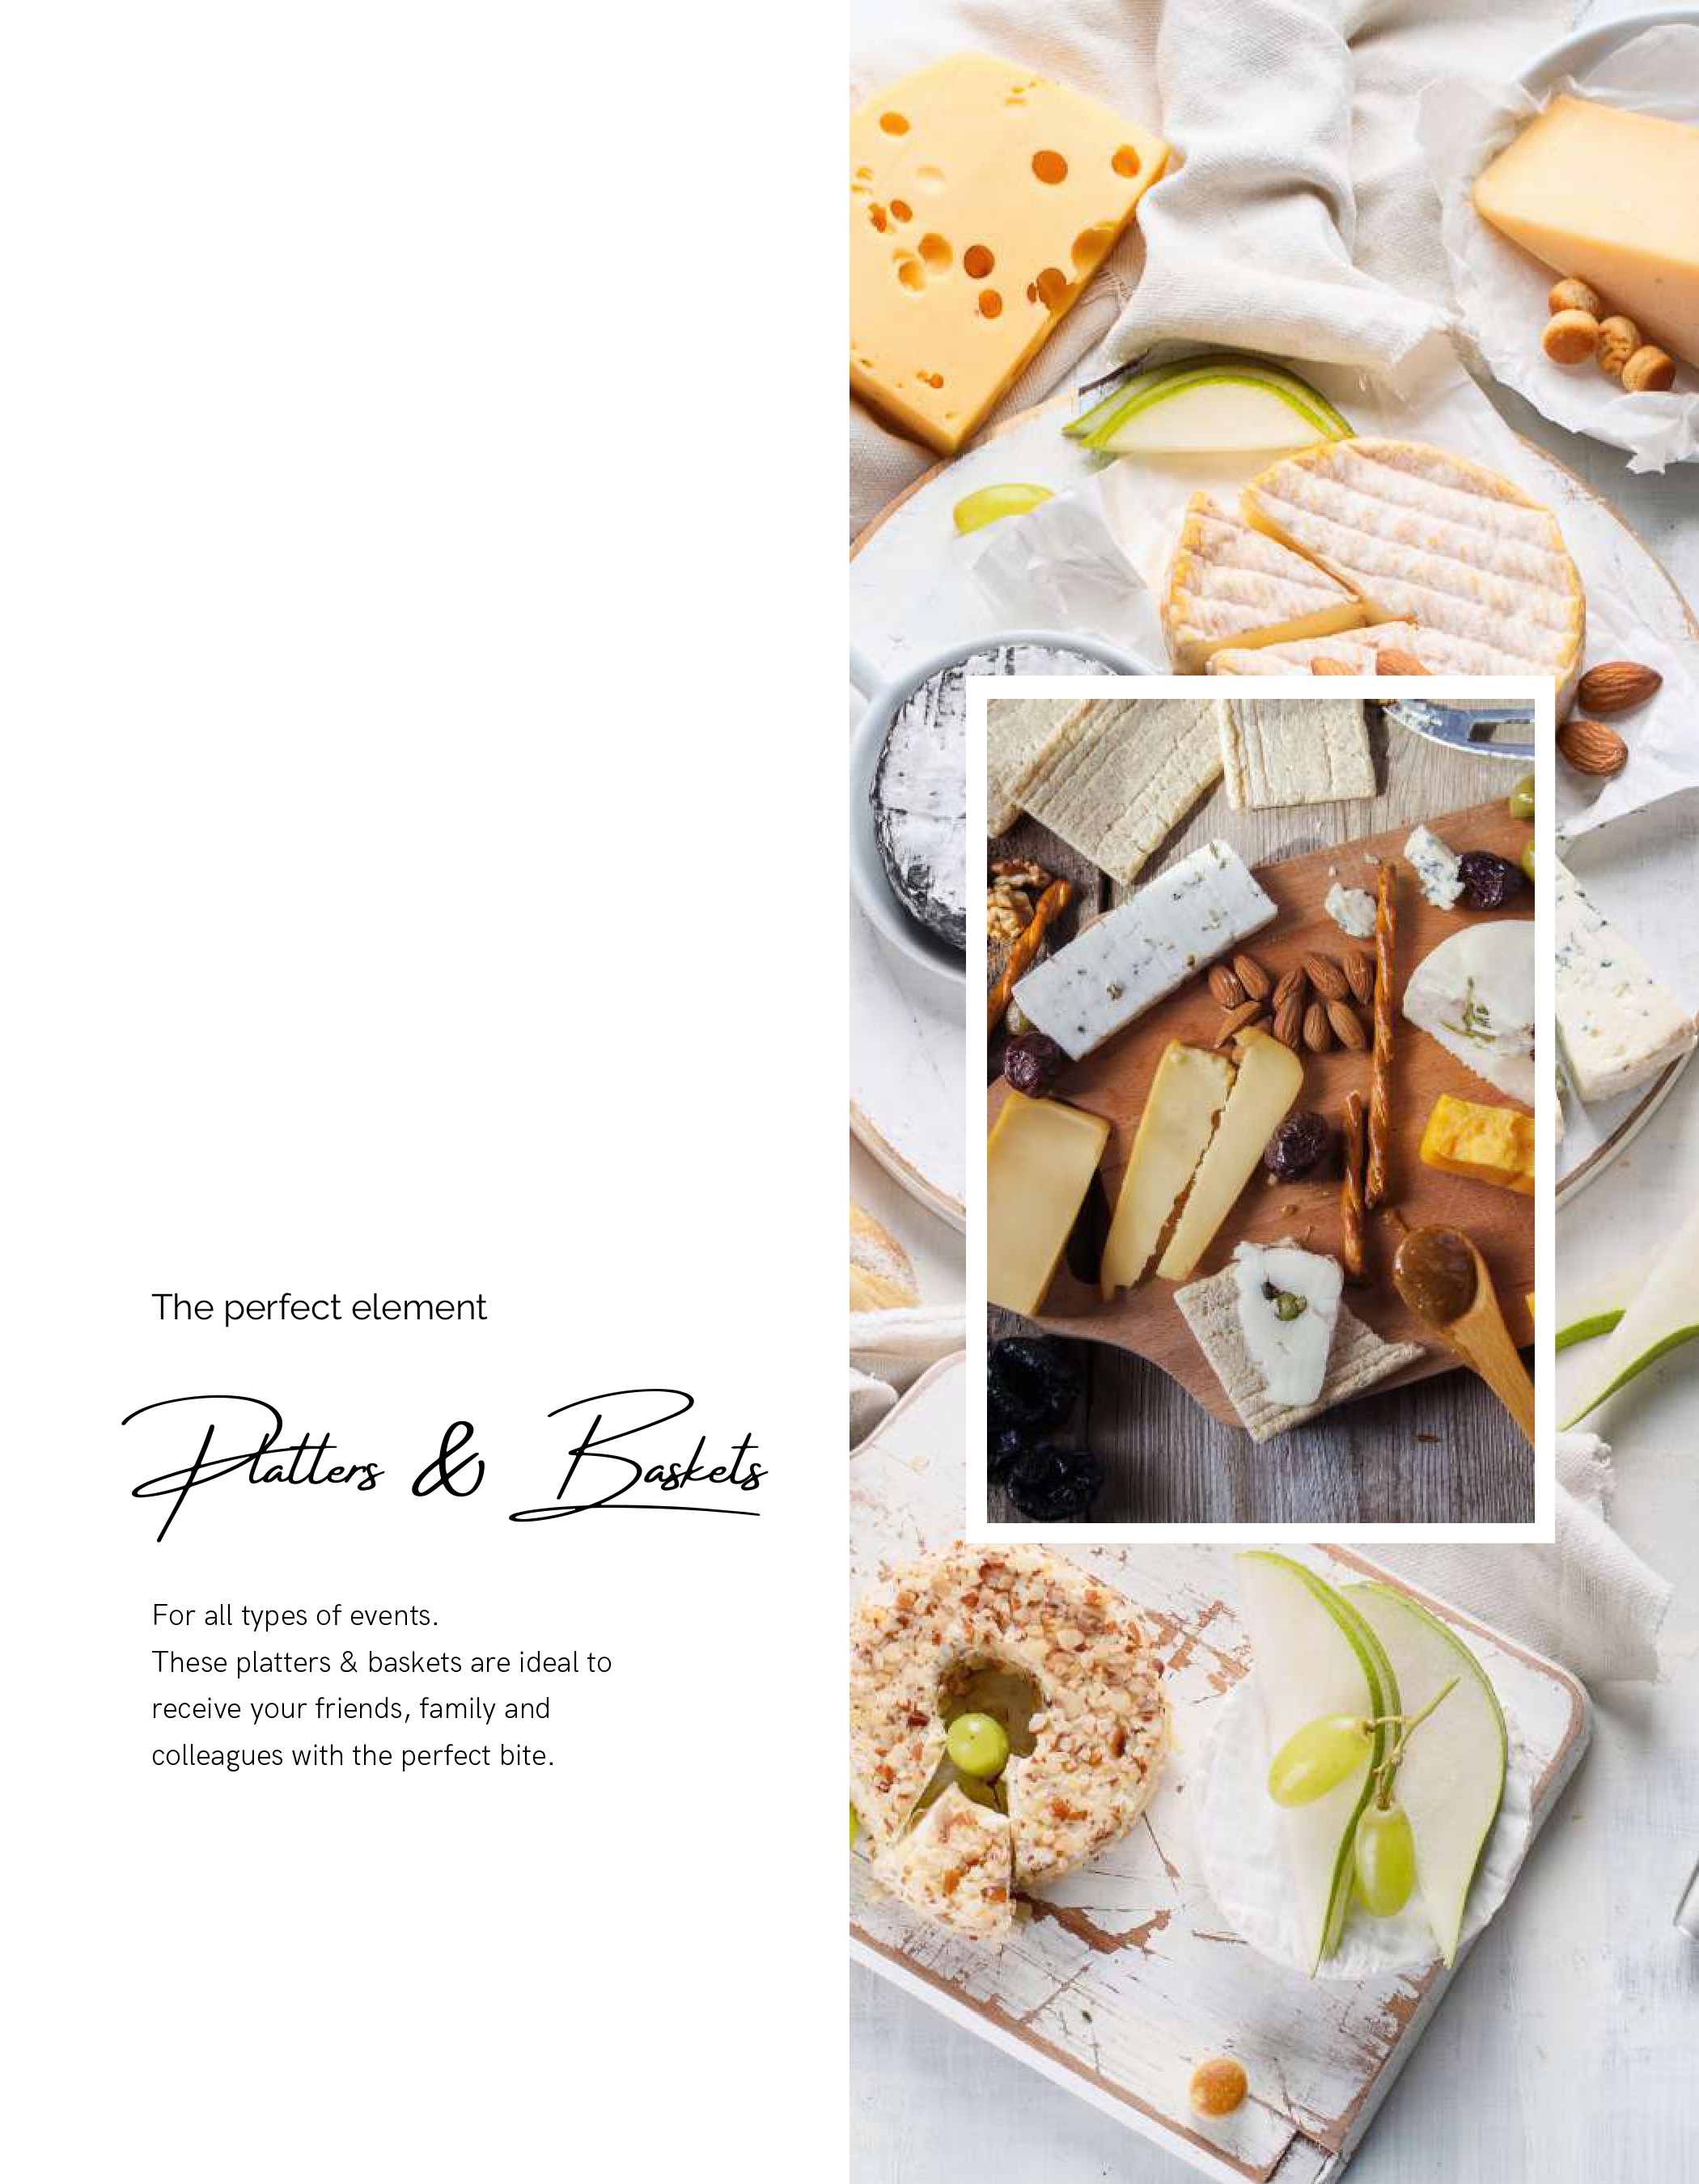 The perfect element
Platters & Baskets
For all types of events.
These platters & baskets are ideal to
receive your friends, family and
colleagues with the perfect bite.